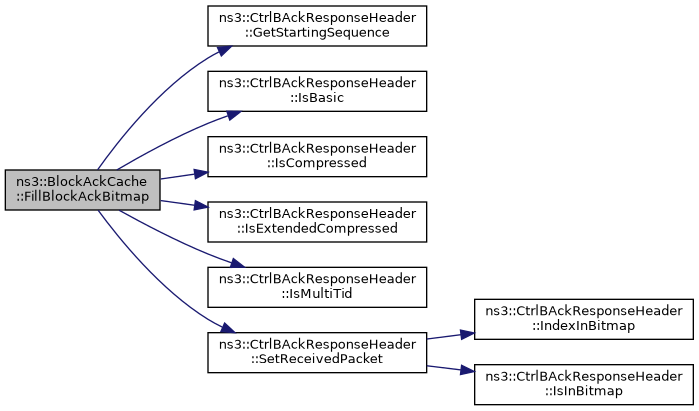 ns3::BlockAckCache
::FillBlockAckBitmap
ns3::CtrlBAckResponseHeader
::GetStartingSequence
ns3::CtrlBAckResponseHeader
::IsBasic
ns3::CtrlBAckResponseHeader
::IsCompressed
ns3::CtrlBAckResponseHeader
::IsExtendedCompressed
ns3::CtrlBAckResponseHeader
::IsMultiTid
ns3::CtrlBAckResponseHeader
::SetReceivedPacket
ns3::CtrlBAckResponseHeader
::IndexInBitmap
ns3::CtrlBAckResponseHeader
::IsInBitmap